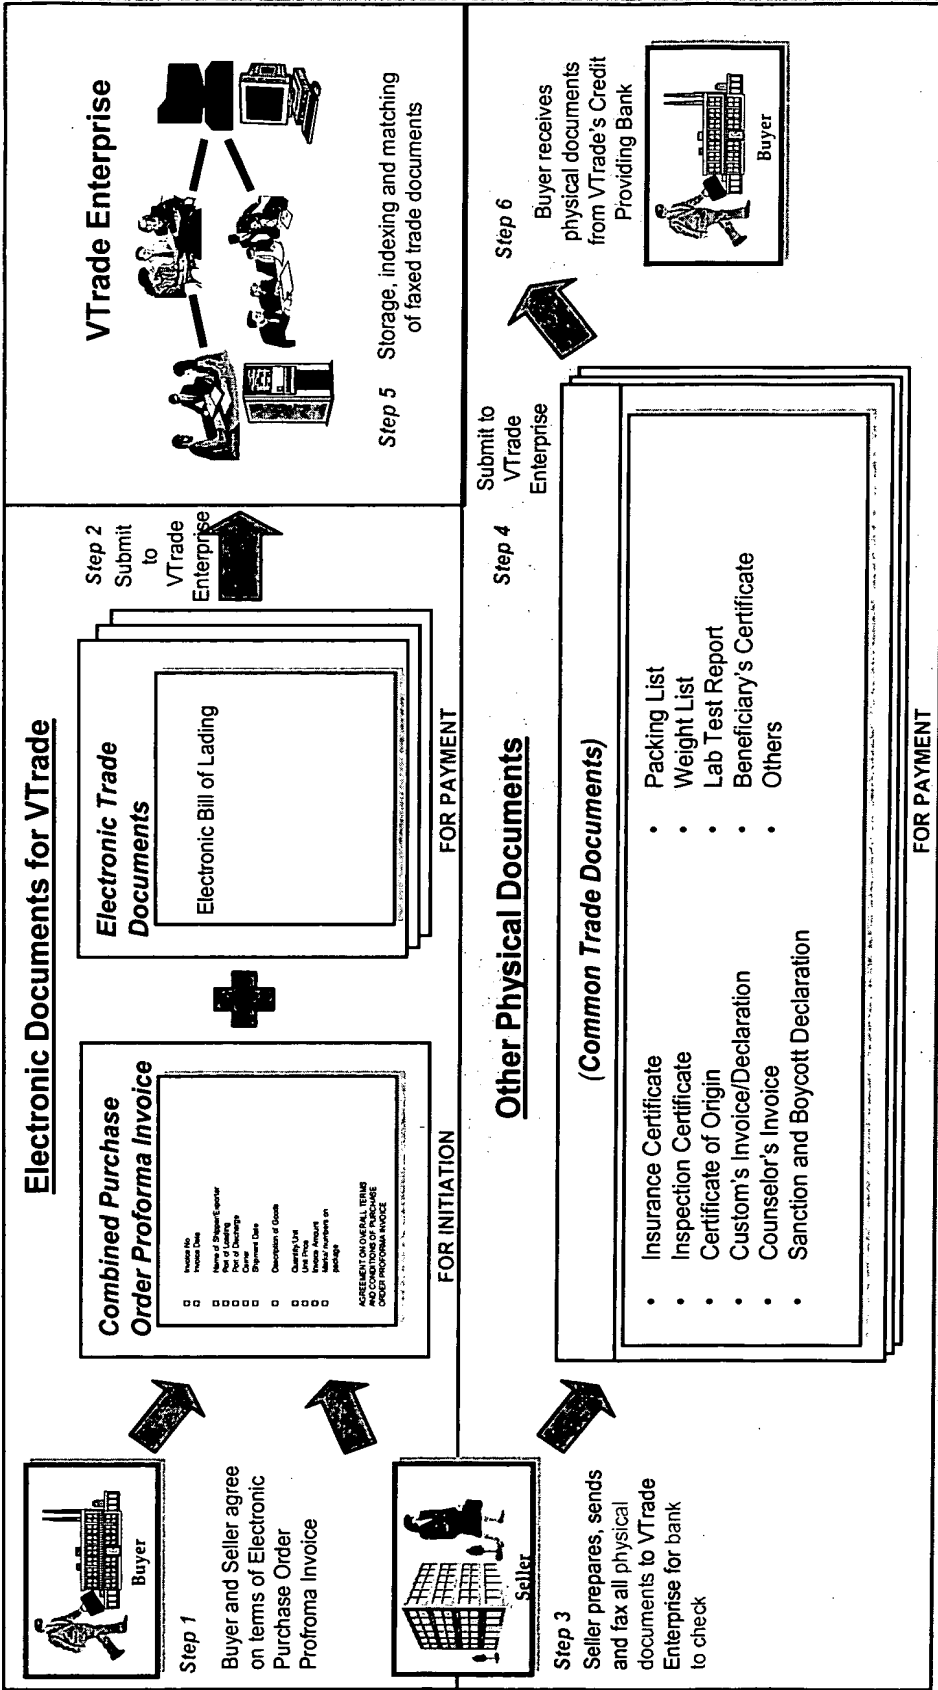 Electronic Documents for VTrade
Buyer
Step 1
Buyer and Seller agree
on terms of Electronic
Purchase Order
Profroma Invoice
Combined Purchase
Order Proforma Invoice
Invoice No
Invoice Date
Name of Shipper/Exporter
Port of Loading
Port of Discharge
Carrier
Shipment Date
Description of Goods
Quantity/Unit
Unit Price
Invoice Amount
Marks/ numbers on
package
AGREEMENT ON OVERALL TERMS
AND CONDITIONS OF PURCHASE
ORDER PROFORMA INVOICE
FOR INITIATION
Electronic Trade
Documents
Electronic Bill of Lading
FOR PAYMENT
Step 2
Submit
to
VTrade
Enterprise
VTrade Enterprise
Step 5 Storage, indexing and matching
of faxed trade documents
Seller
Step 3
Seller prepares, sends
and fax all physical
documents to VTrade
Enterprise for bank
to check
Other Physical Documents
(Common Trade Documents)
• Insurance Certificate
• Inspection Certificate
• Certificate of Origin
• Custom's Invoice/Declaration
• Counselor's Invoice
• Sanction and Boycott Declaration
• Packing List
• Weight List
• Lab Test Report
• Beneficiary's Certificate
• Others
FOR PAYMENT
Step 4 Submit to
VTrade
Enterprise
Step 6
Buyer receives
physical documents
from VTrade's Credit
Providing Bank
Buyer